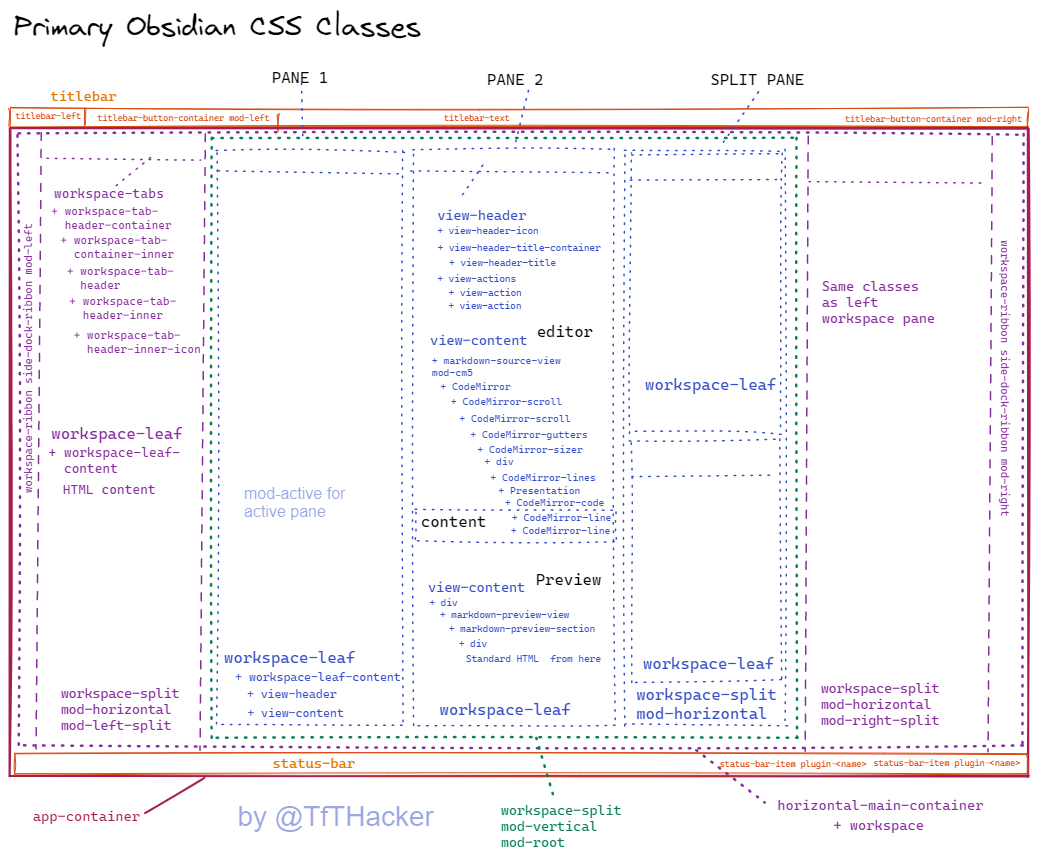 Primary Obsidian CSS Classes
PANE 1
PANE 2
SPLIT PANE
titlebar
titlebar-left
titlebar-button-container mod-left
titlebar-text
titlebar-button-container mod-right
workspace-ribbon side-dock-ribbon mod-left
workspace-tabs
+ workspace-tab-
header-container
+ workspace-tab-
container-inner
+ workspace-tab-
header
+ workspace-tab-
header-inner
+ workspace-tab-
header-inner-icon
workspace-leaf
+ workspace-leaf-
content
HTML content
workspace-split
mod-horizontal
mod-left-split
mod-active for
active pane
workspace-leaf
+ workspace-leaf-content
+ view-header
+ view-content
view-header
+ view-header-icon
+ view-header-title-container
+ view-header-title
+ view-actions
+ view-action
+ view-action
editor
view-content
+ markdown-source-view
mod-cm5
+ CodeMirror
+ CodeMirror-scroll
+ CodeMirror-scroll
+ CodeMirror-gutters
+ CodeMirror-sizer
+ div
+ CodeMirror-lines
+ Presentation
+ CodeMirror-code
content
+ CodeMirror-line
+ CodeMirror-line
Preview
view-content
+ div
+ markdown-preview-view
+ markdown-preview-section
+ div
Standard HTML from here
workspace-leaf
workspace-leaf
workspace-leaf
workspace-split
mod-horizontal
Same classes
as left
workspace pane
workspace-split
mod-horizontal
mod-right-split
workspace-ribbon side-dock-ribbon mod-right
status-bar
status-bar-item plugin-<name>
status-bar-item plugin-<name>
app-container
by @TfTHacker
workspace-split
mod-vertical
mod-root
horizontal-main-container
+ workspace